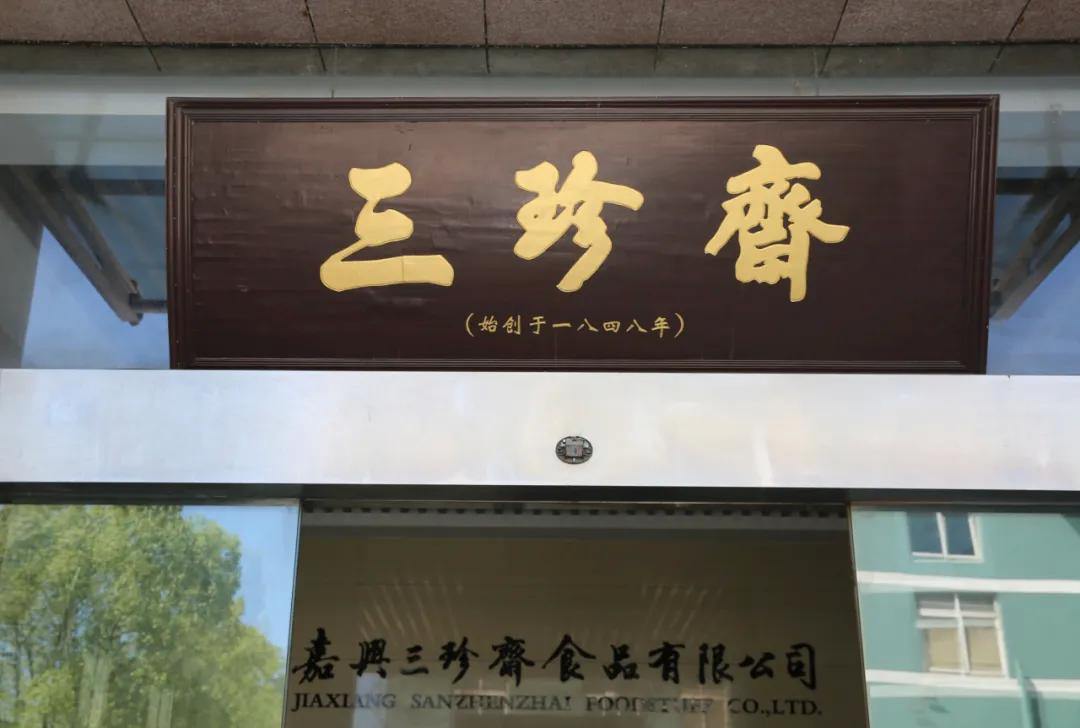 三珍齋
(始创于一八四八年)
嘉興三珍齋食品有限公司
JIAXIANG SANZHENZHAI FOODSTUFF CO.,LTD.